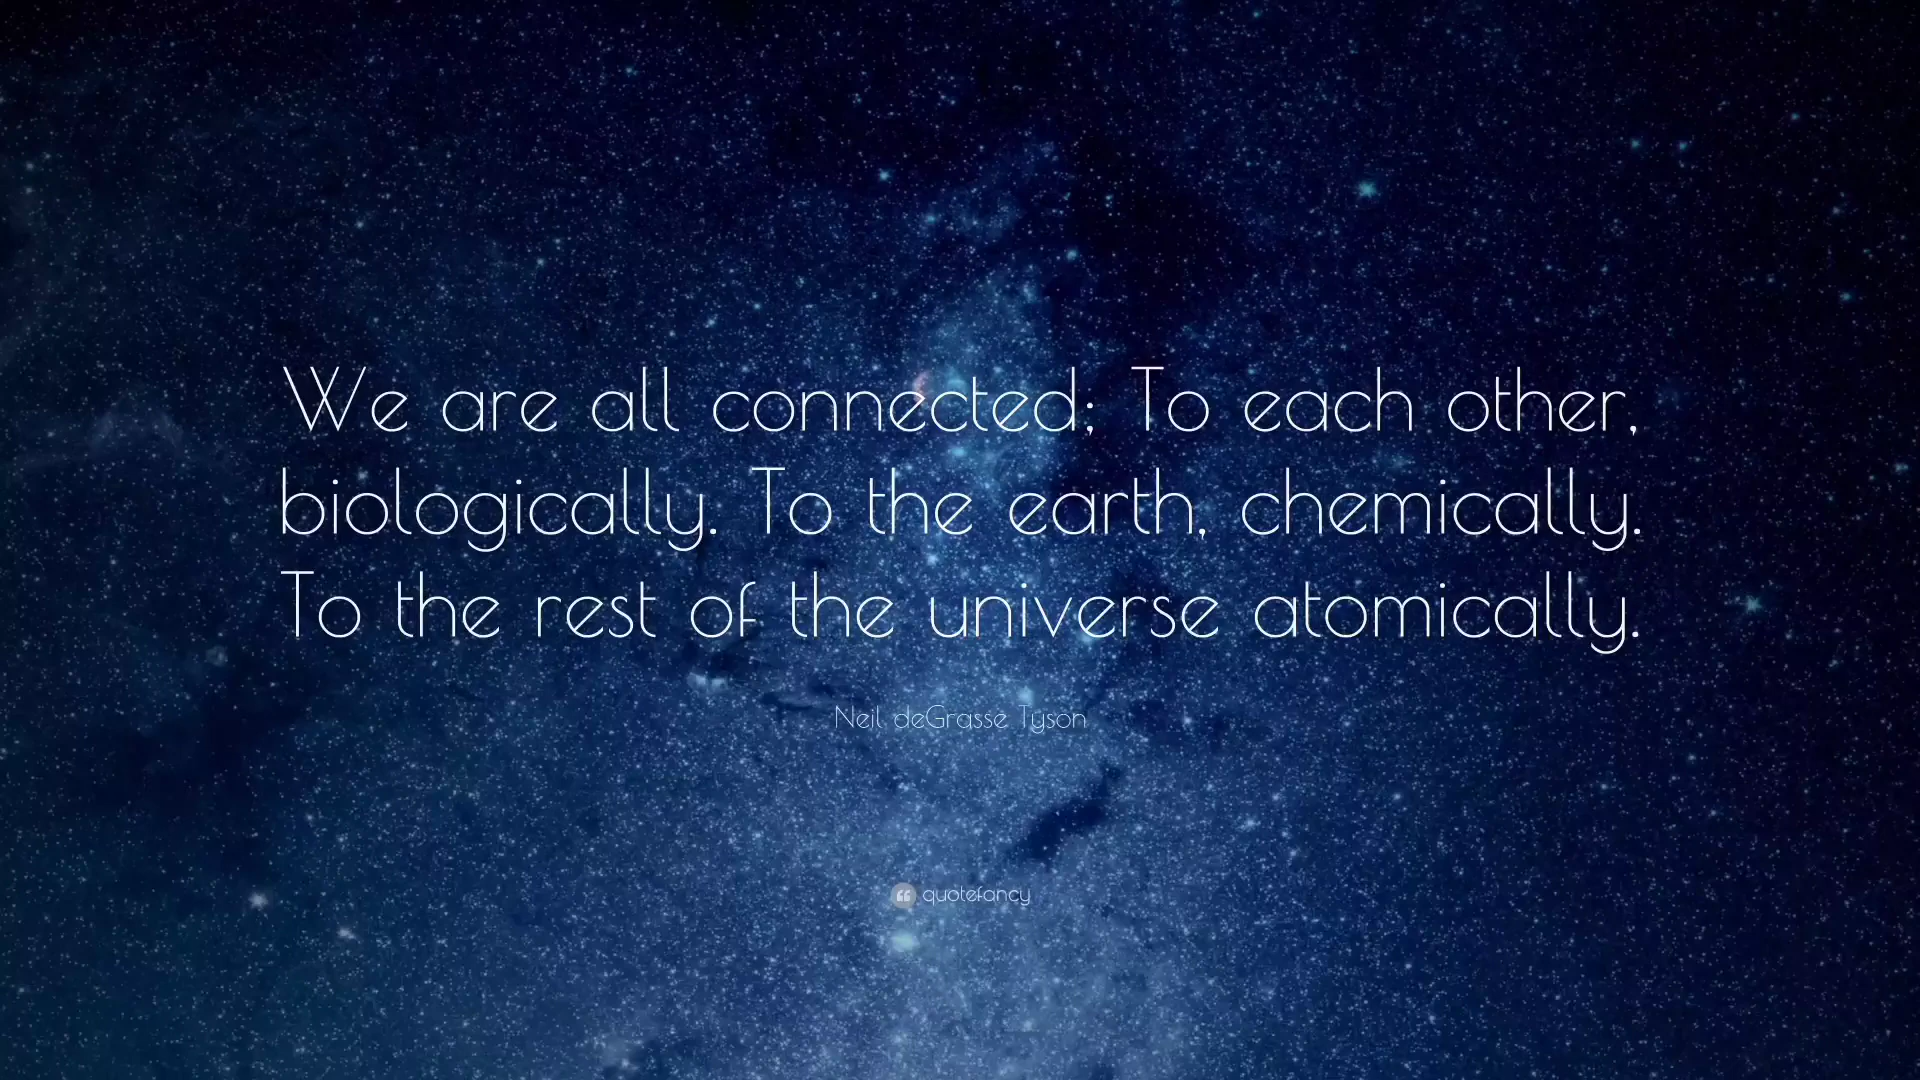 We are all connected; To each other,
biologically. To the earth, chemically.
To the rest of the universe atomically.
Neil deGrasse Tyson
quotefancy